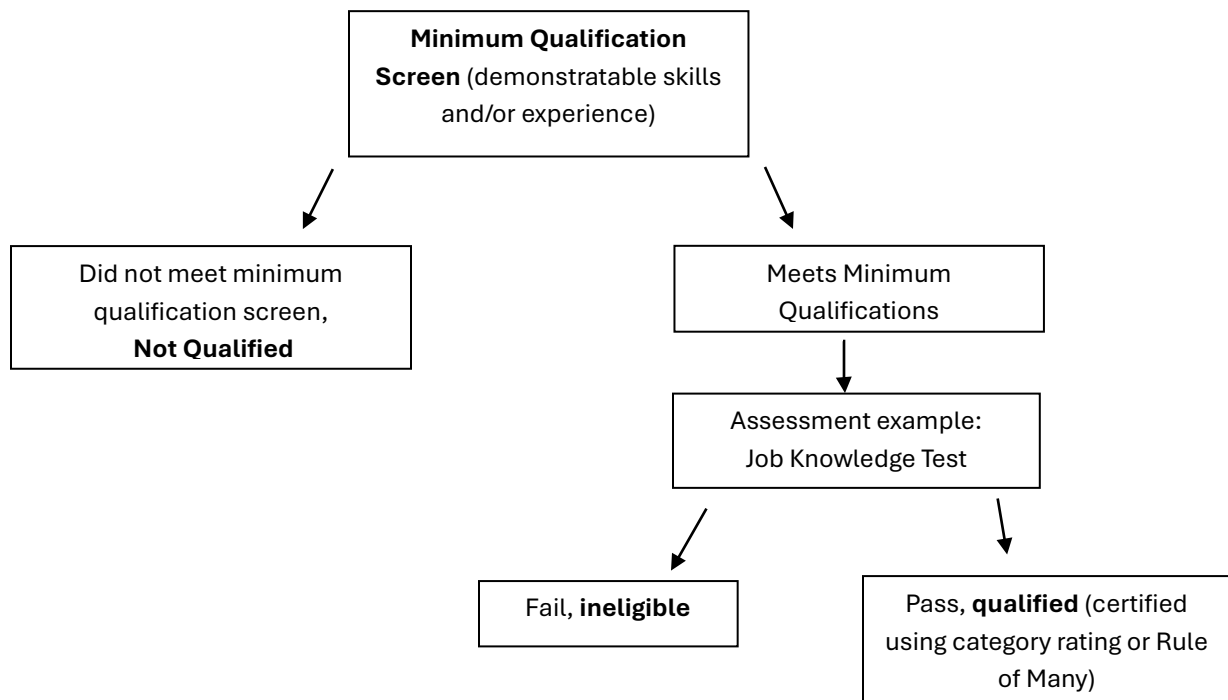 Minimum Qualification
Screen (demonstratable skills
and/or experience)
Did not meet minimum
qualification screen,
Not Qualified
Meets Minimum
Qualifications
Assessment example:
Job Knowledge Test
Fail, ineligible
Pass, qualified (certified
using category rating or Rule
of Many)